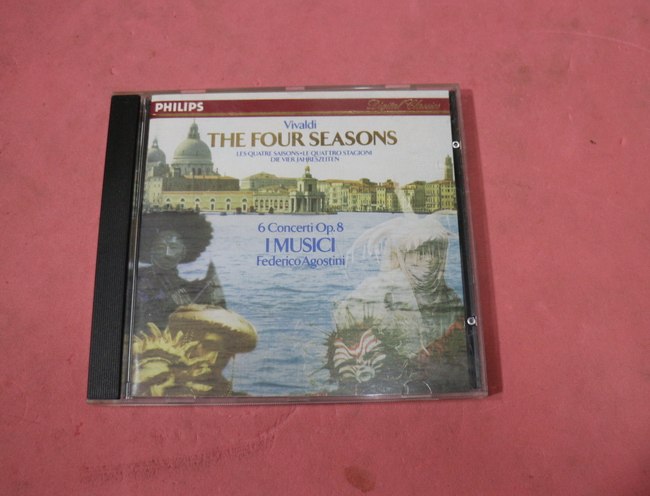 PHILIPS
Digital Classics
Vivaldi
THE FOUR SEASONS
LES QUATRE SAISONS • LE QUATTRO STAGIONI
DIE VIER JAHRESZEITEN
6 Concerti Op. 8
I MUSICI
Federico Agostini